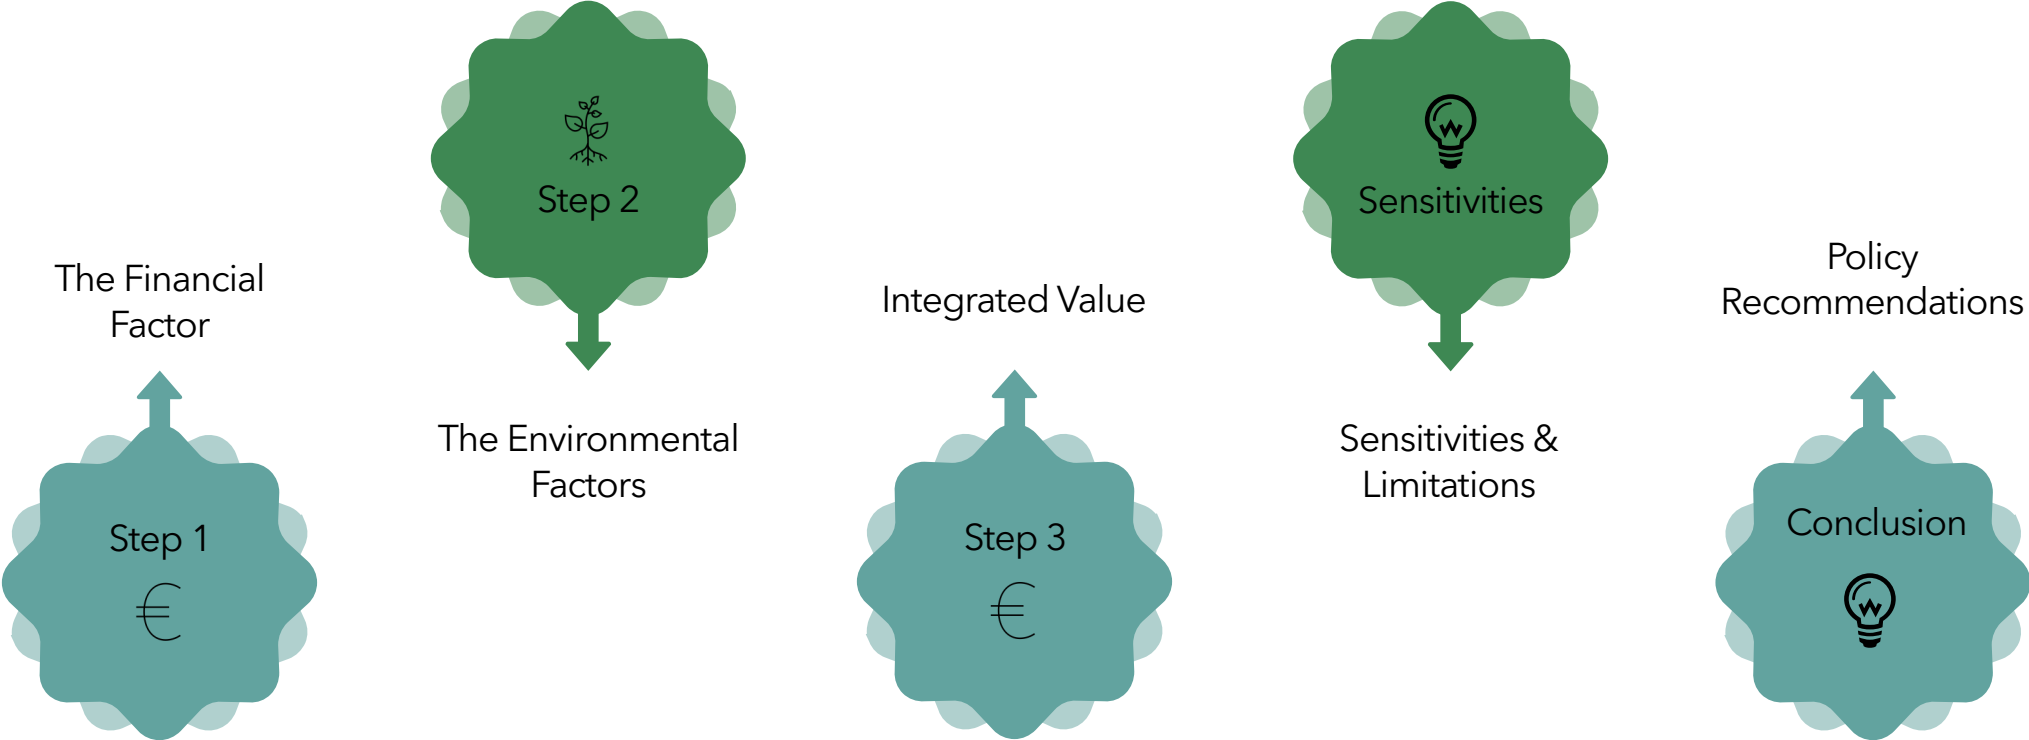 The Financial
Factor
Step 1
€
Step 2
The Environmental
Factors
Integrated Value
Step 3
€
Sensitivities
Sensitivities &
Limitations
Policy
Recommendations
Conclusion